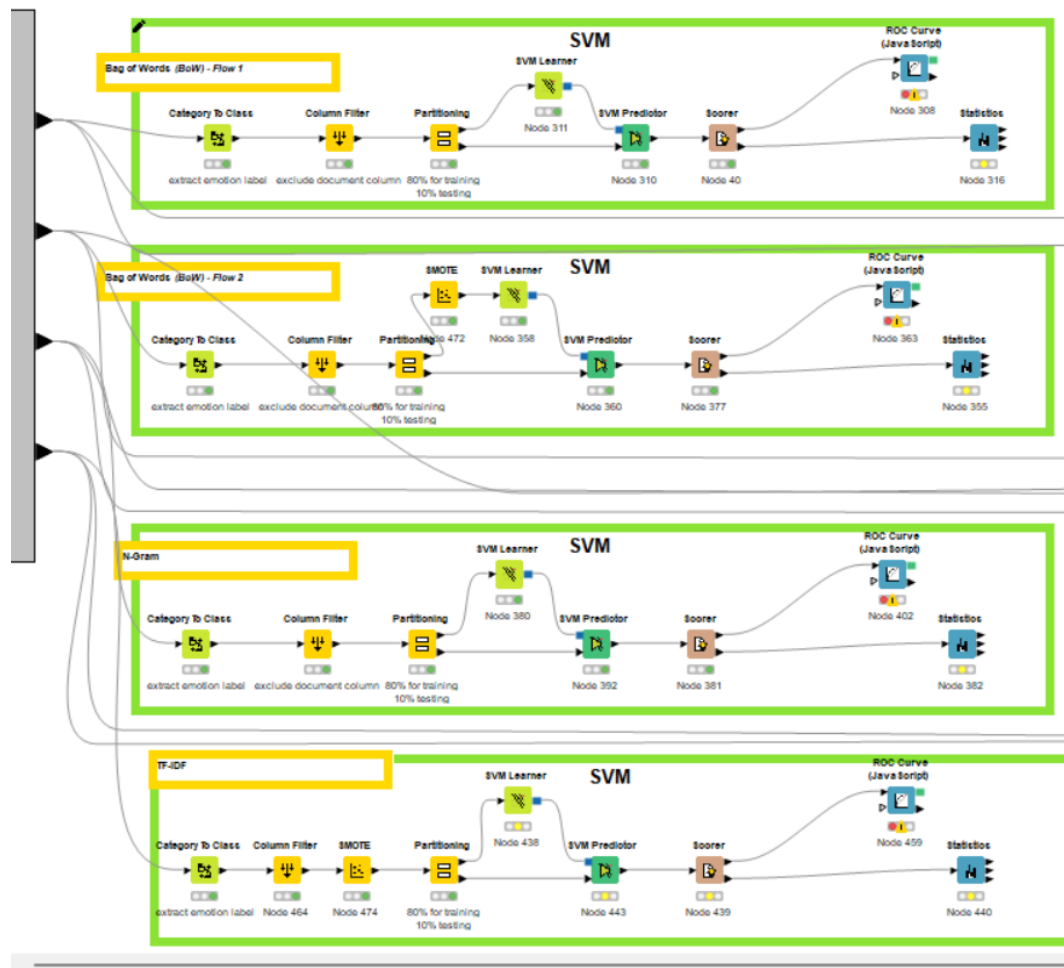 SVM
ROC Curve
(JavaScript)
Bag of Words (BoW) - Flow 1
SVM Learner
Node 311
Node 308
Category To Class
Column Filter
Partitioning
SVM Predictor
Scorer
Statistics
extract emotion label
exclude document column
80% for training
10% testing
Node 310
Node 40
Node 316
SVM
ROC Curve
(JavaScript)
Bag of Words (BoW) - Flow 2
SMOTE
SVM Learner
Node 472
Node 358
Node 363
Category To Class
Column Filter
Partitioning
SVM Predictor
Scorer
Statistics
extract emotion label
exclude document column
80% for training
10% testing
Node 360
Node 377
Node 355
SVM
ROC Curve
(JavaScript)
N-Gram
SVM Learner
Node 380
Node 402
Category To Class
Column Filter
Partitioning
SVM Predictor
Scorer
Statistics
extract emotion label
exclude document column
80% for training
10% testing
Node 392
Node 381
Node 382
TF-IDF
SVM
ROC Curve
(JavaScript)
SVM Learner
Node 438
Node 459
Category To Class
Column Filter
SMOTE
Partitioning
SVM Predictor
Scorer
Statistics
extract emotion label
Node 464
Node 474
80% for training
10% testing
Node 443
Node 439
Node 440